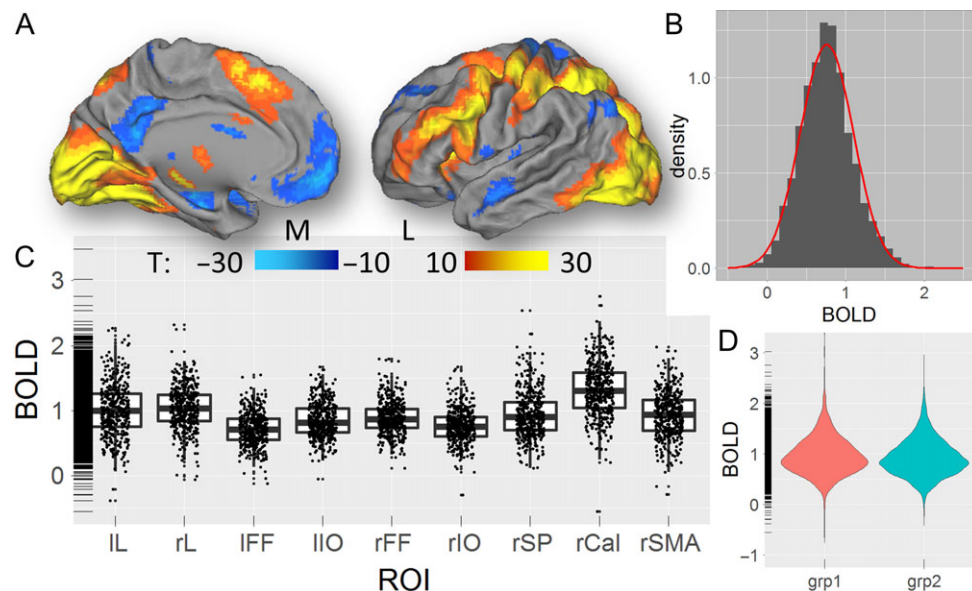 A
B
density
1.0
0.5
0.0
0 1 2
BOLD
M L
T: −30 −10 10 30
C
BOLD
3
2
1
0
lL rL lFF lIO rFF rIO rSP rCal rSMA
ROI
D
BOLD
3
2
1
0
−1
grp1 grp2